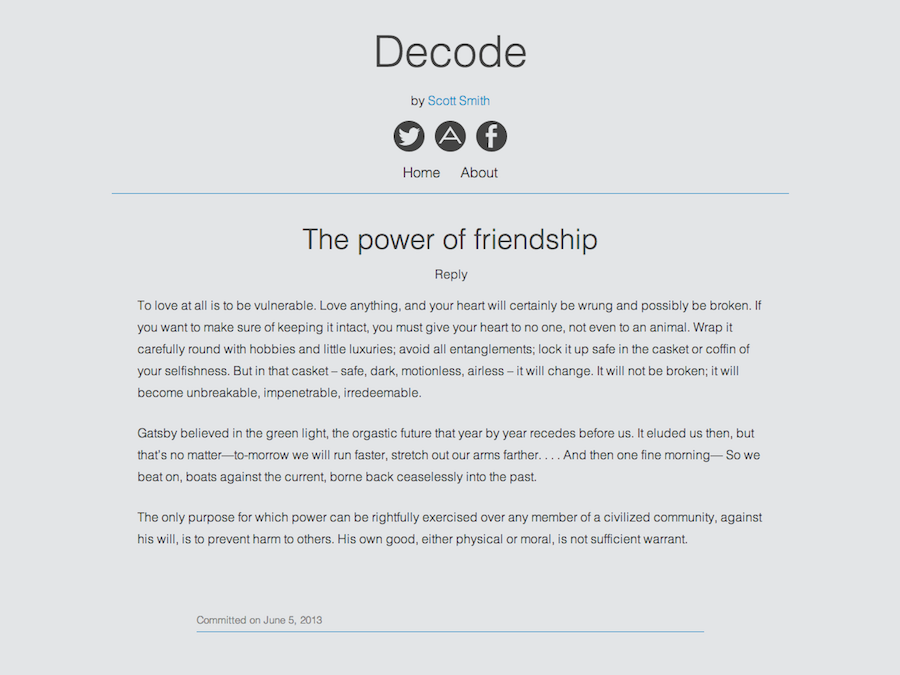 Decode
by Scott Smith
Home About
The power of friendship
Reply
To love at all is to be vulnerable. Love anything, and your heart will certainly be wrung and possibly be broken. If
you want to make sure of keeping it intact, you must give your heart to no one, not even to an animal. Wrap it
carefully round with hobbies and little luxuries; avoid all entanglements; lock it up safe in the casket or coffin of
your selfishness. But in that casket – safe, dark, motionless, airless – it will change. It will not be broken; it will
become unbreakable, impenetrable, irredeemable.
Gatsby believed in the green light, the orgastic future that year by year recedes before us. It eluded us then, but
that's no matter—to-morrow we will run faster, stretch out our arms farther. . . . And then one fine morning— So we
beat on, boats against the current, borne back ceaselessly into the past.
The only purpose for which power can be rightfully exercised over any member of a civilized community, against
his will, is to prevent harm to others. His own good, either physical or moral, is not sufficient warrant.
Committed on June 5, 2013